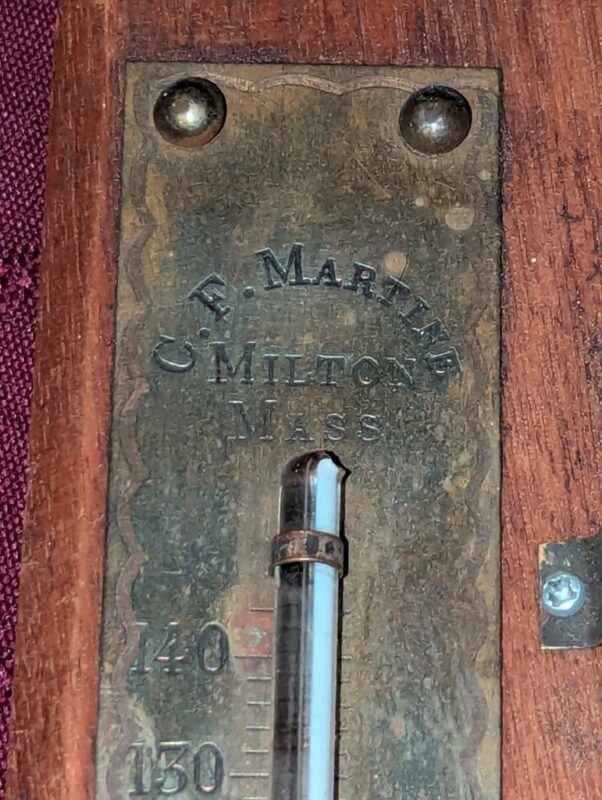 C. F. MARTINE
MILTON
MASS
140
130